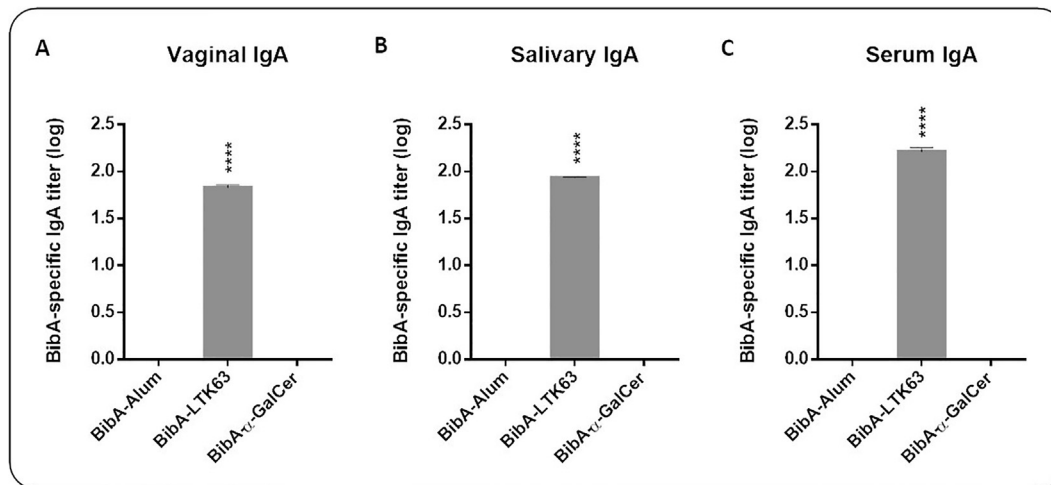 A
Vaginal IgA
BibA-specific IgA titer (log)
2.5
2.0
1.5
1.0
0.5
0.0
****
BibA-Alum
BibA-LTK63
BibA-α-GalCer
B
Salivary IgA
BibA-specific IgA titer (log)
2.5
2.0
1.5
1.0
0.5
0.0
****
BibA-Alum
BibA-LTK63
BibA-α-GalCer
C
Serum IgA
BibA-specific IgA titer (log)
2.5
2.0
1.5
1.0
0.5
0.0
****
BibA-Alum
BibA-LTK63
BibA-α-GalCer